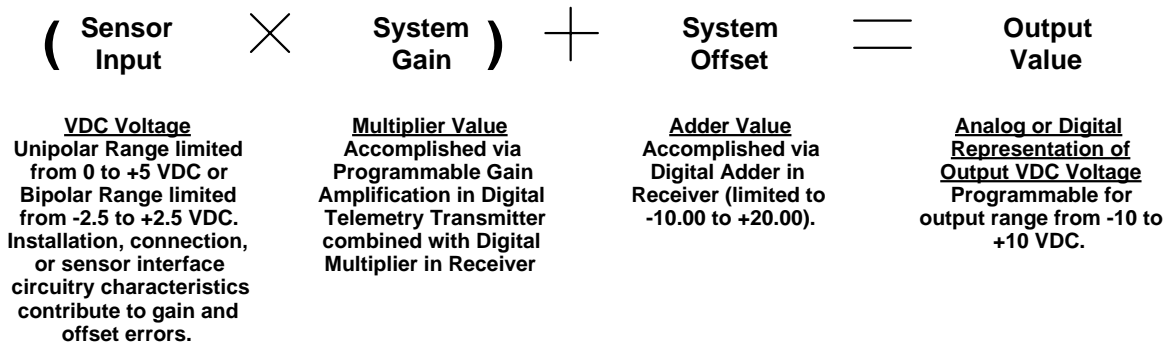 ( Sensor Input × System Gain ) + System Offset = Output Value
VDC Voltage
Unipolar Range limited
from 0 to +5 VDC or
Bipolar Range limited
from -2.5 to +2.5 VDC.
Installation, connection,
or sensor interface
circuitry characteristics
contribute to gain and
offset errors.
Multiplier Value
Accomplished via
Programmable Gain
Amplification in Digital
Telemetry Transmitter
combined with Digital
Multiplier in Receiver
Adder Value
Accomplished via
Digital Adder in
Receiver (limited to
-10.00 to +20.00).
Analog or Digital
Representation of
Output VDC Voltage
Programmable for
output range from -10 to
+10 VDC.